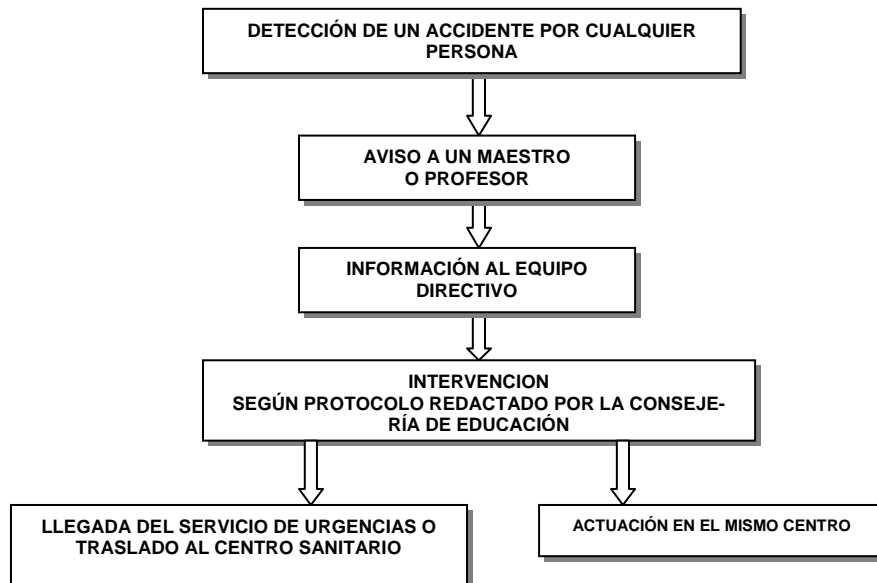 DETECCIÓN DE UN ACCIDENTE POR CUALQUIER
PERSONA
AVISO A UN MAESTRO
O PROFESOR
INFORMACIÓN AL EQUIPO
DIRECTIVO
INTERVENCION
SEGÚN PROTOCOLO REDACTADO POR LA CONSEJE-
RÍA DE EDUCACIÓN
LLEGADA DEL SERVICIO DE URGENCIAS O
TRASLADO AL CENTRO SANITARIO
ACTUACIÓN EN EL MISMO CENTRO